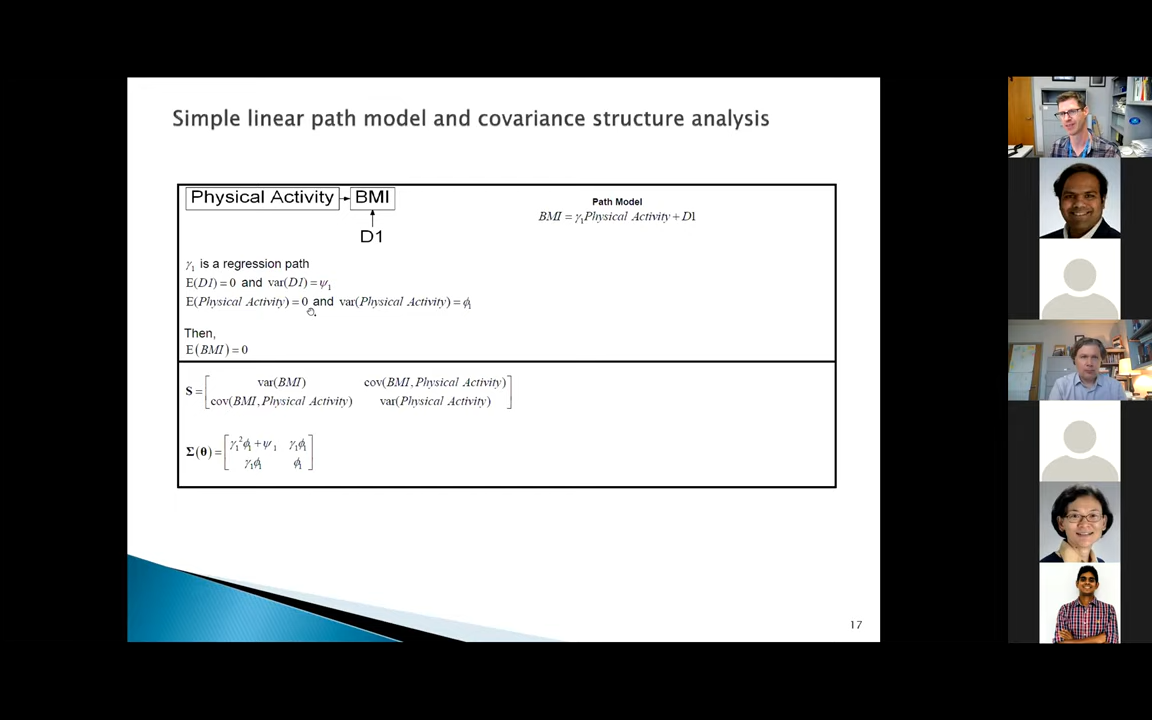 Simple linear path model and covariance structure analysis
Physical Activity BMI
D1
Path Model
BMI = γ₁Physical Activity + D1
γ₁ is a regression path
E(D1) = 0 and var(D1) = ψ₁
E(Physical Activity) = 0 and var(Physical Activity) = ϕ₁
Then,
E(BMI) = 0
S = [ var(BMI) cov(BMI, Physical Activity)
cov(BMI, Physical Activity) var(Physical Activity) ]
Σ(θ) = [ γ₁²ϕ₁ + ψ₁ γ₁ϕ₁
γ₁ϕ₁ ϕ₁ ]
17